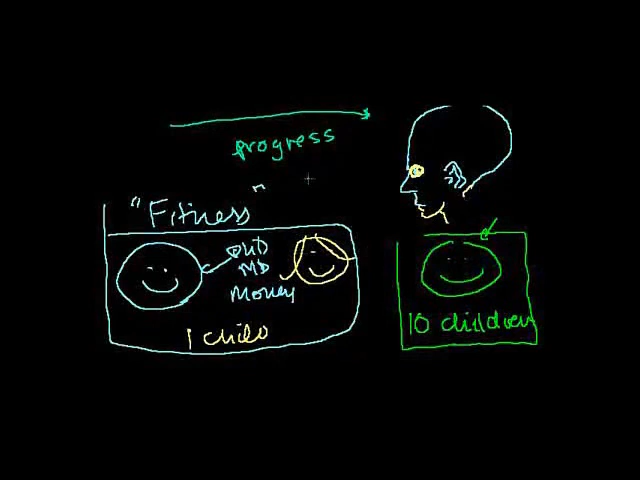 progress
"Fitness"
PHD
MD
Money
1 child
10 children